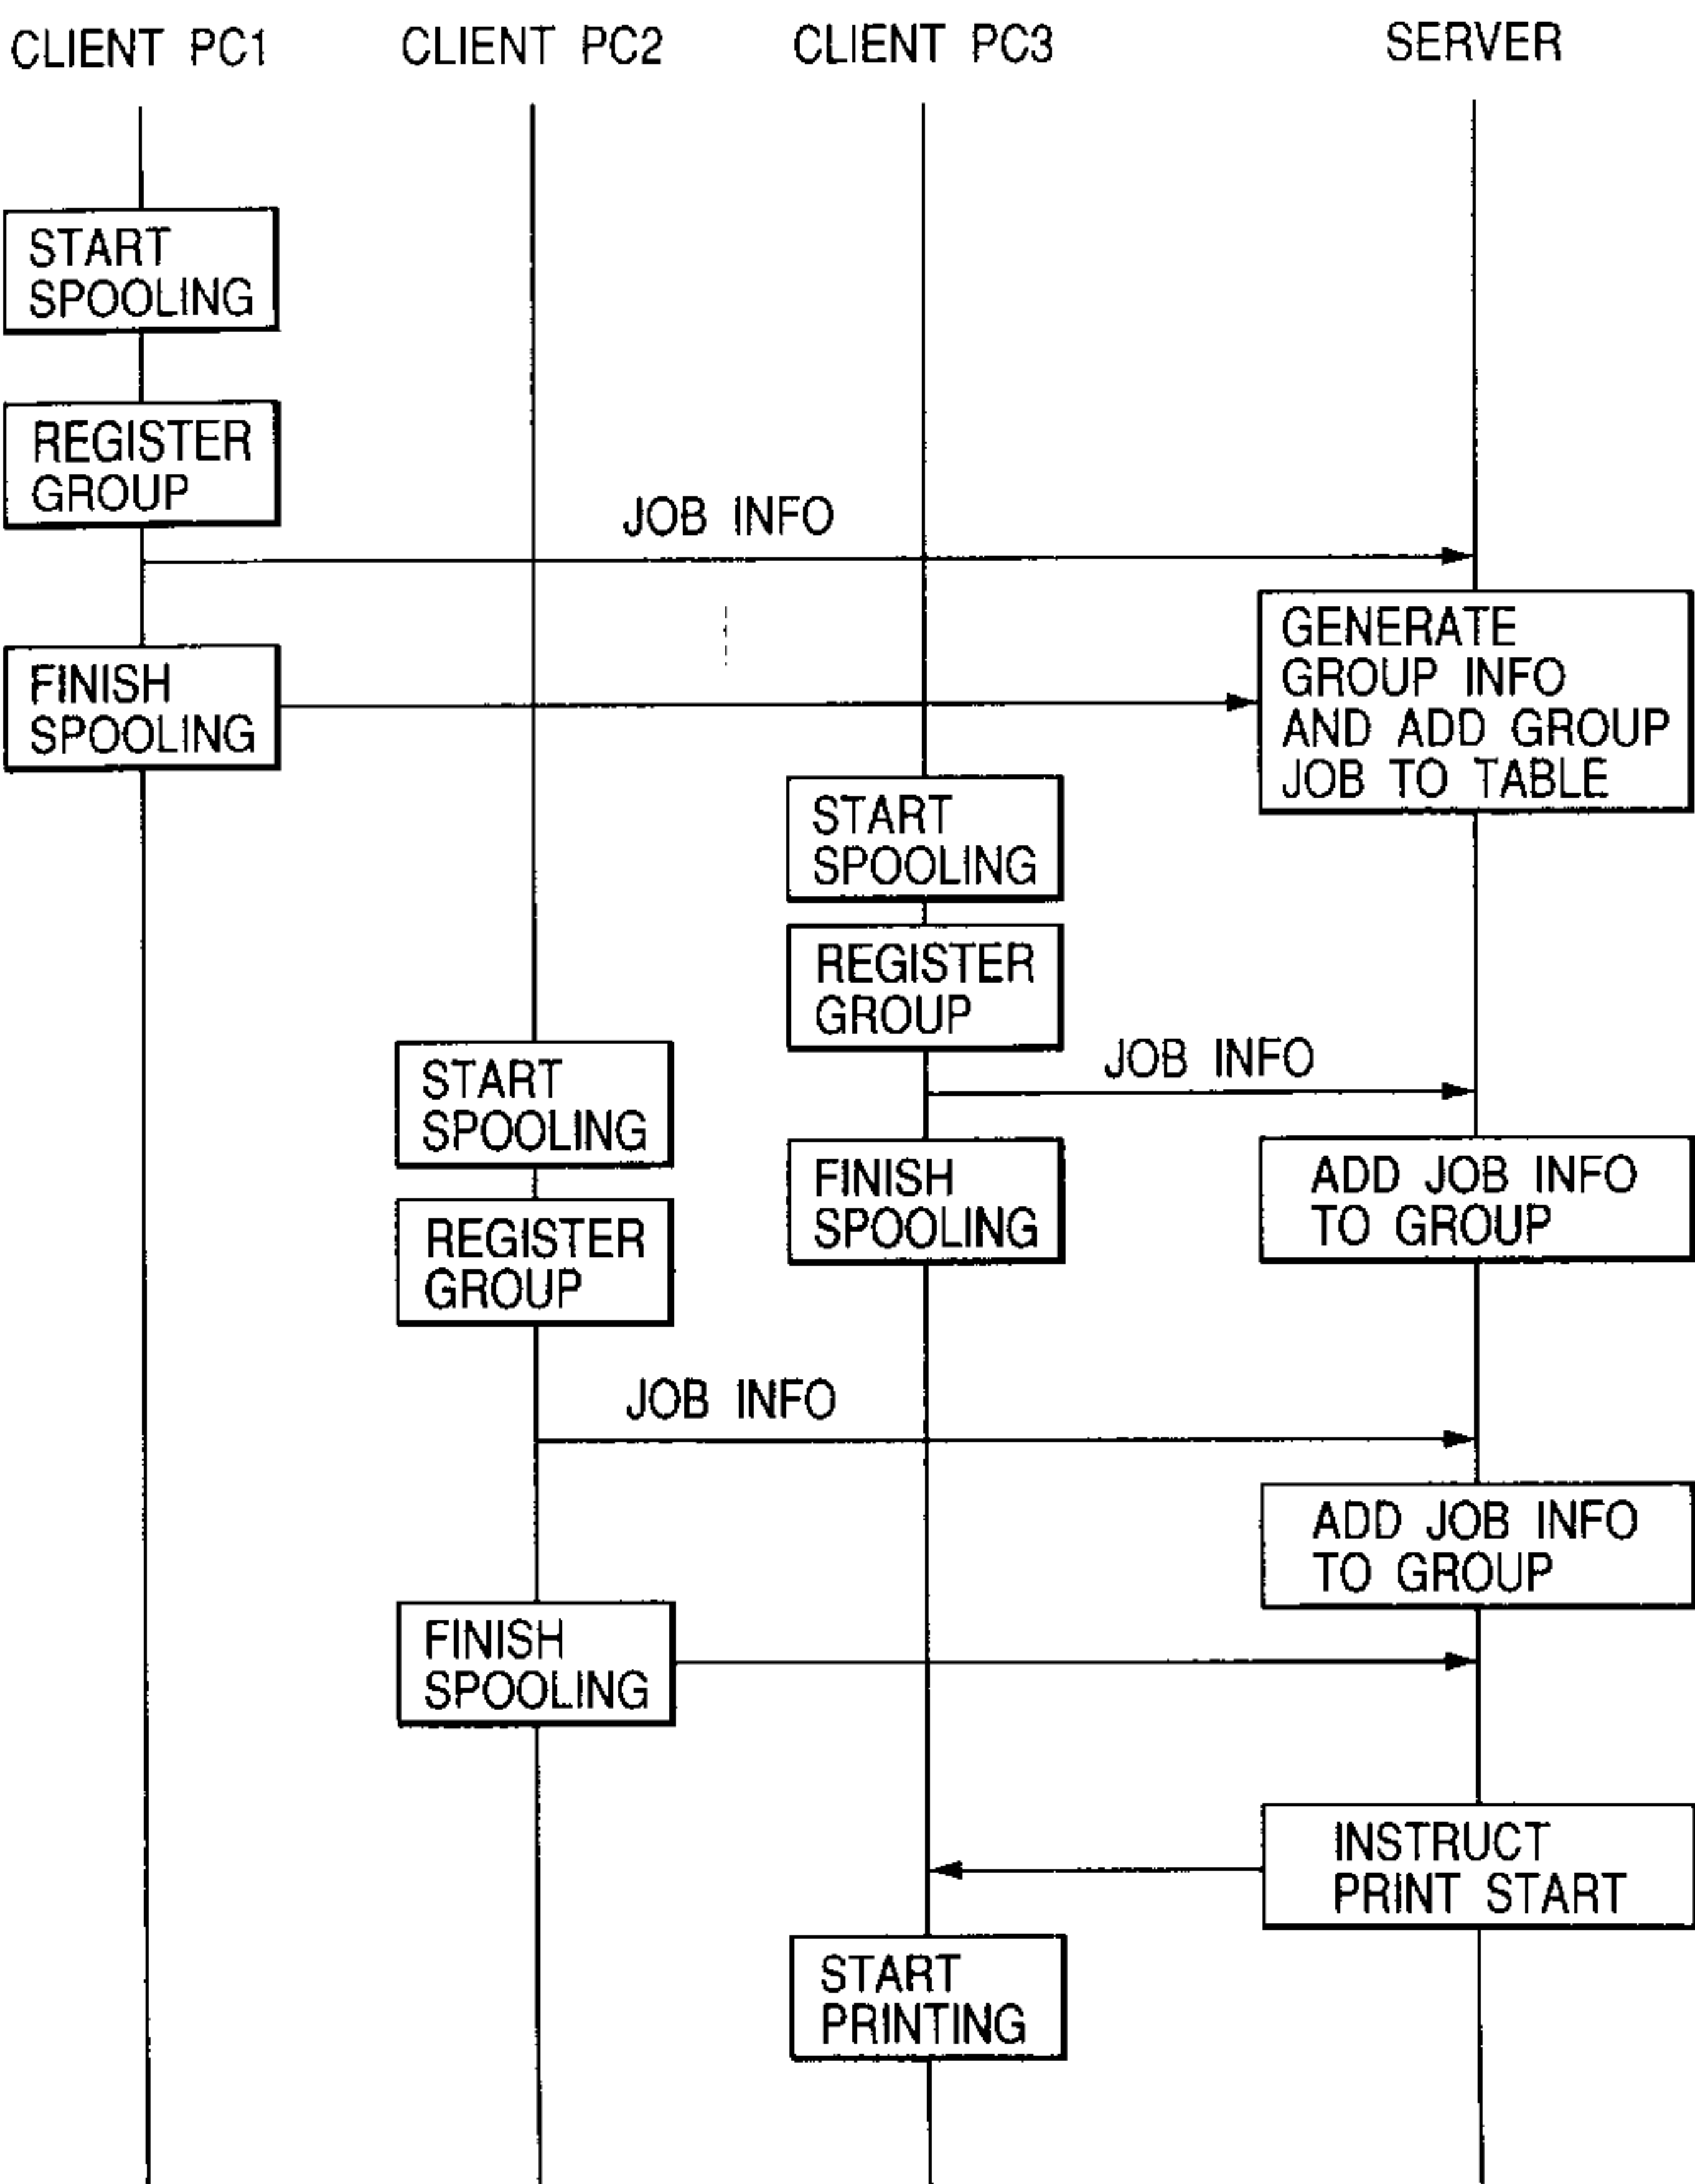 CLIENT PC1
CLIENT PC2
CLIENT PC3
SERVER
START
SPOOLING
REGISTER
GROUP
JOB INFO
GENERATE
GROUP INFO
AND ADD GROUP
JOB TO TABLE
FINISH
SPOOLING
START
SPOOLING
REGISTER
GROUP
JOB INFO
START
SPOOLING
FINISH
SPOOLING
ADD JOB INFO
TO GROUP
REGISTER
GROUP
JOB INFO
ADD JOB INFO
TO GROUP
FINISH
SPOOLING
INSTRUCT
PRINT START
START
PRINTING